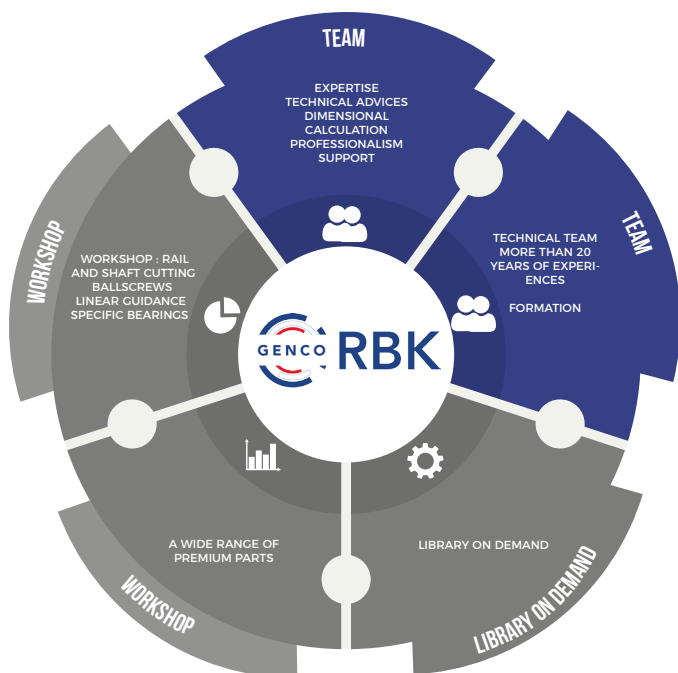 TEAM
EXPERTISE
TECHNICAL ADVICES
DIMENSIONAL
CALCULATION
PROFESSIONALISM
SUPPORT
TEAM
TECHNICAL TEAM
MORE THAN 20
YEARS OF EXPERI-
ENCES
FORMATION
WORKSHOP
WORKSHOP : RAIL
AND SHAFT CUTTING
BALLSCREWS
LINEAR GUIDANCE
SPECIFIC BEARINGS
GENCO RBK
A WIDE RANGE OF
PREMIUM PARTS
WORKSHOP
LIBRARY ON DEMAND
LIBRARY ON DEMAND